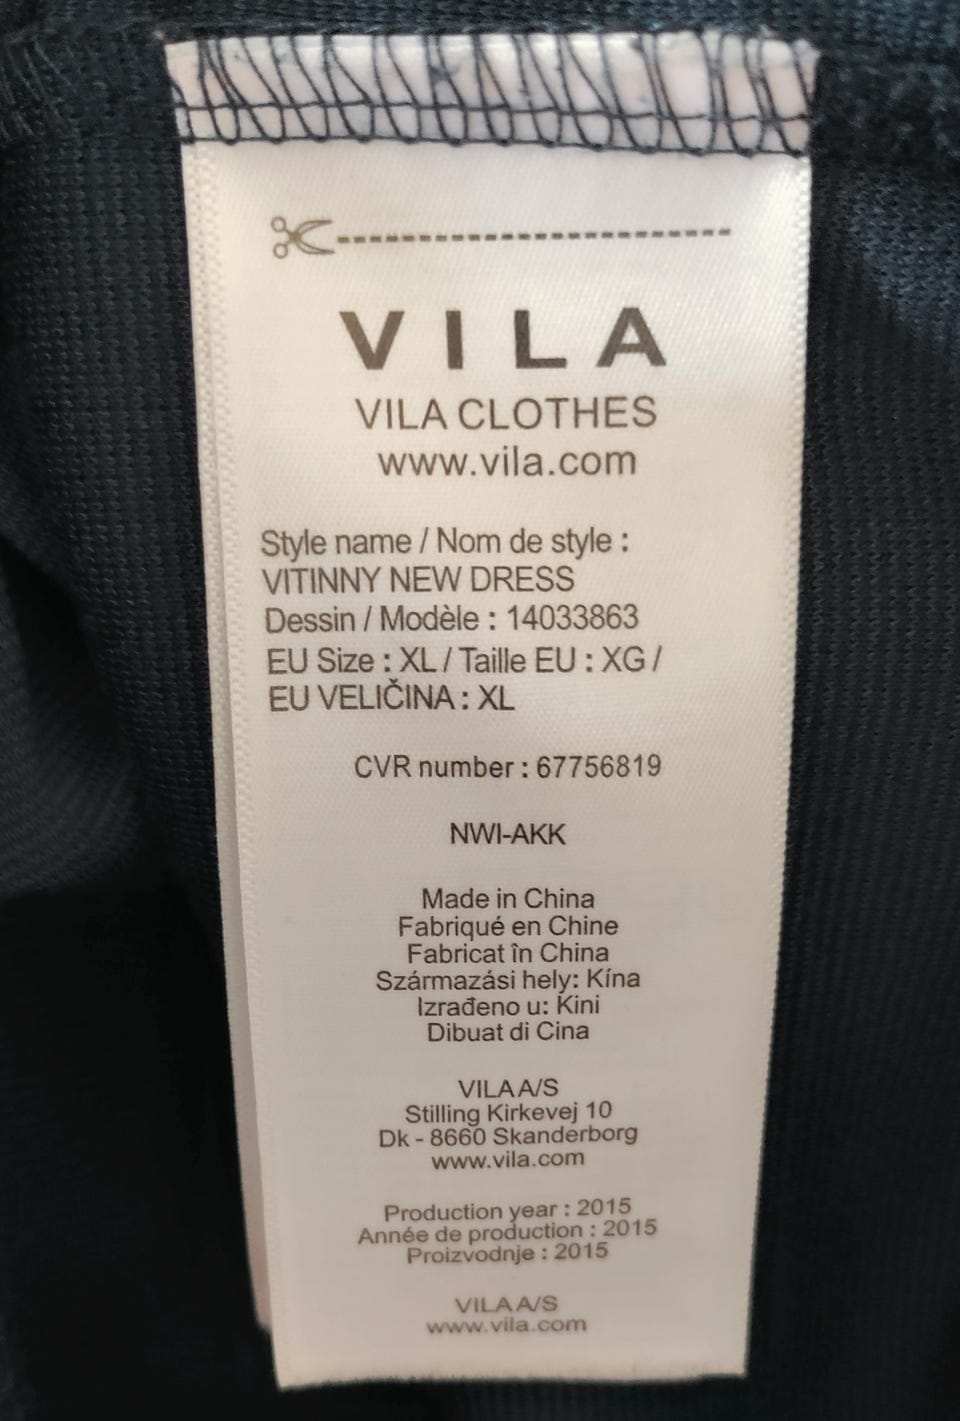 VILA
VILA CLOTHES
www.vila.com
Style name / Nom de style :
VITINNY NEW DRESS
Dessin / Modèle : 14033863
EU Size : XL / Taille EU : XG /
EU VELIČINA : XL
CVR number : 67756819
NWI-AKK
Made in China
Fabriqué en Chine
Fabricat în China
Származási hely: Kína
Izrađeno u: Kini
Dibuat di Cina
VILA A/S
Stilling Kirkevej 10
Dk - 8660 Skanderborg
www.vila.com
Production year : 2015
Année de production : 2015
Proizvodnje : 2015
VILA A/S
www.vila.com